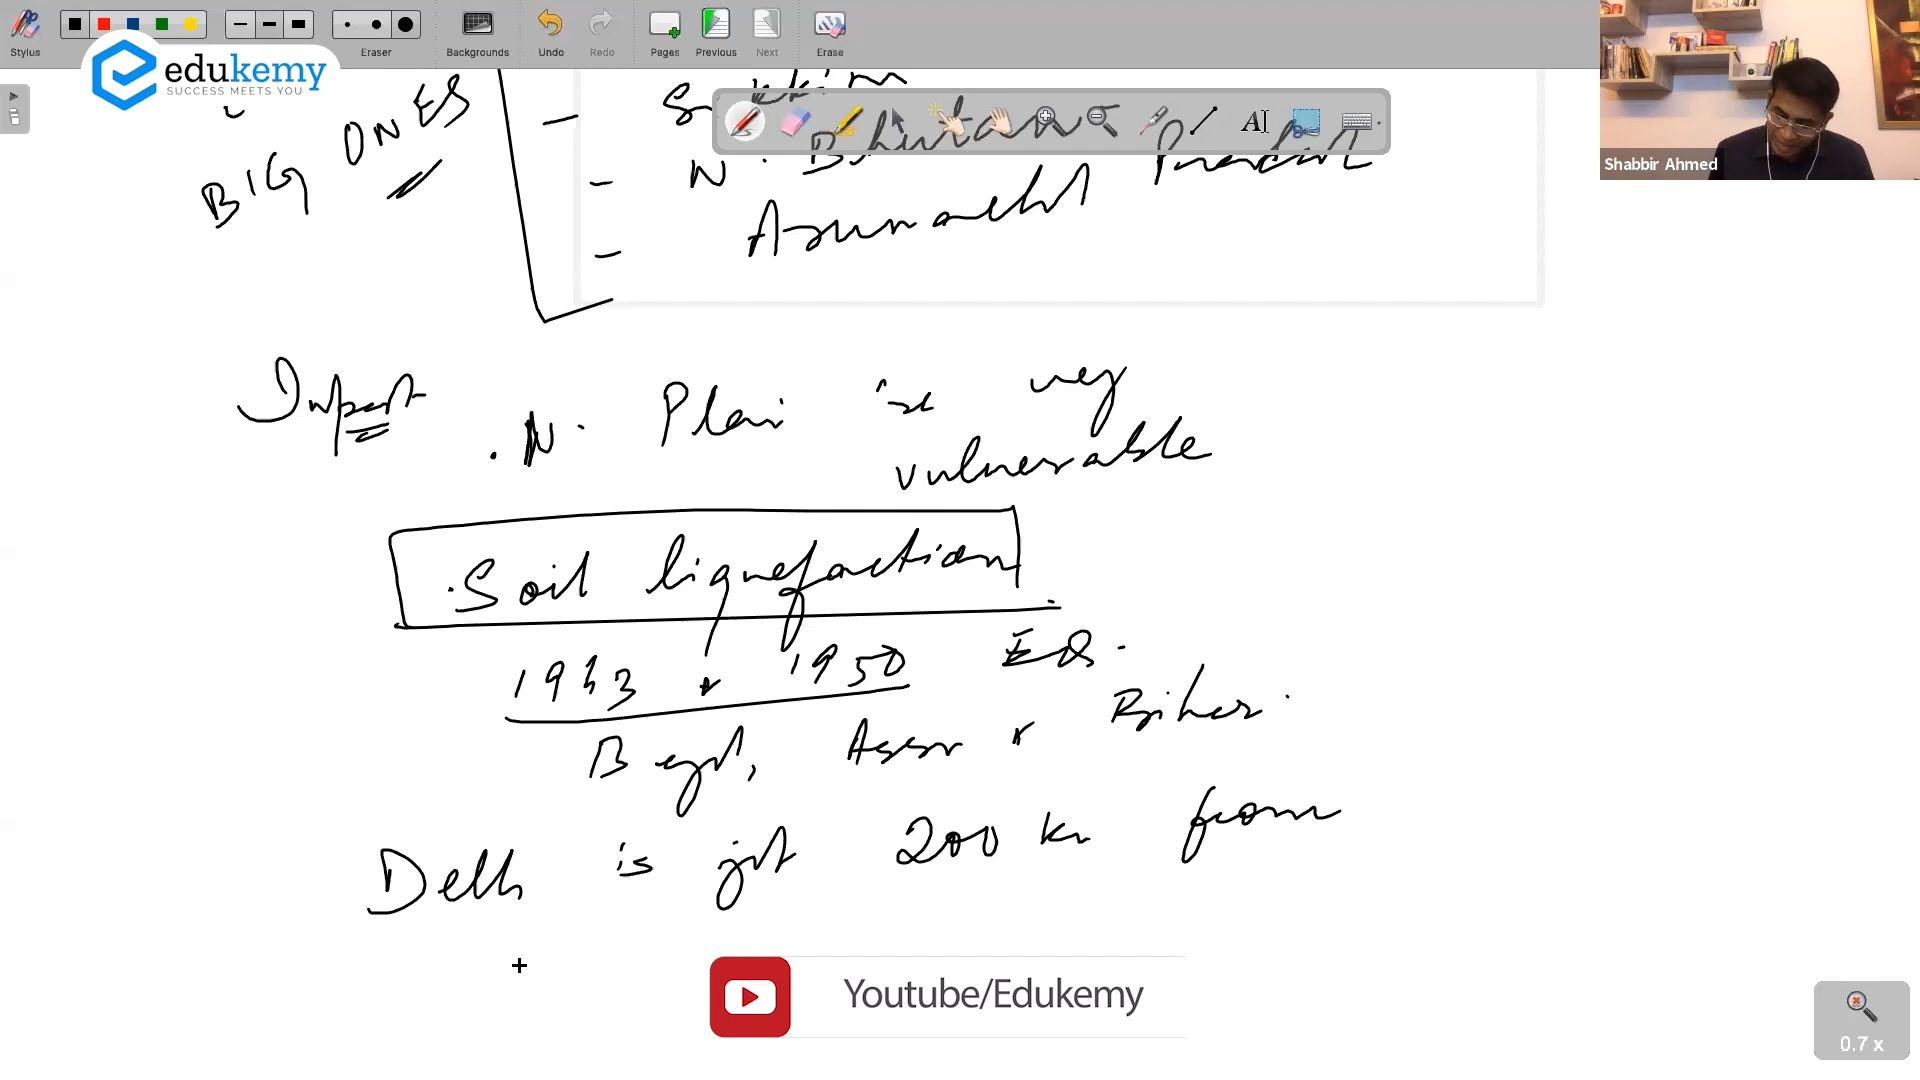 Stylus
Eraser
Backgrounds
Undo
Redo
Pages
Previous
Next
Erase
edukemy
SUCCESS MEETS YOU
Shabbir Ahmed
BIG ONES
- Sikkim
- N. Bhutan
- Arunachal Pradesh
Impact
. N. Plain is very
vulnerable
. Soil liquefaction
1950 EQ.
Assam & Bihar.
Delhi is just 200 km from
Youtube/Edukemy
0.7 x